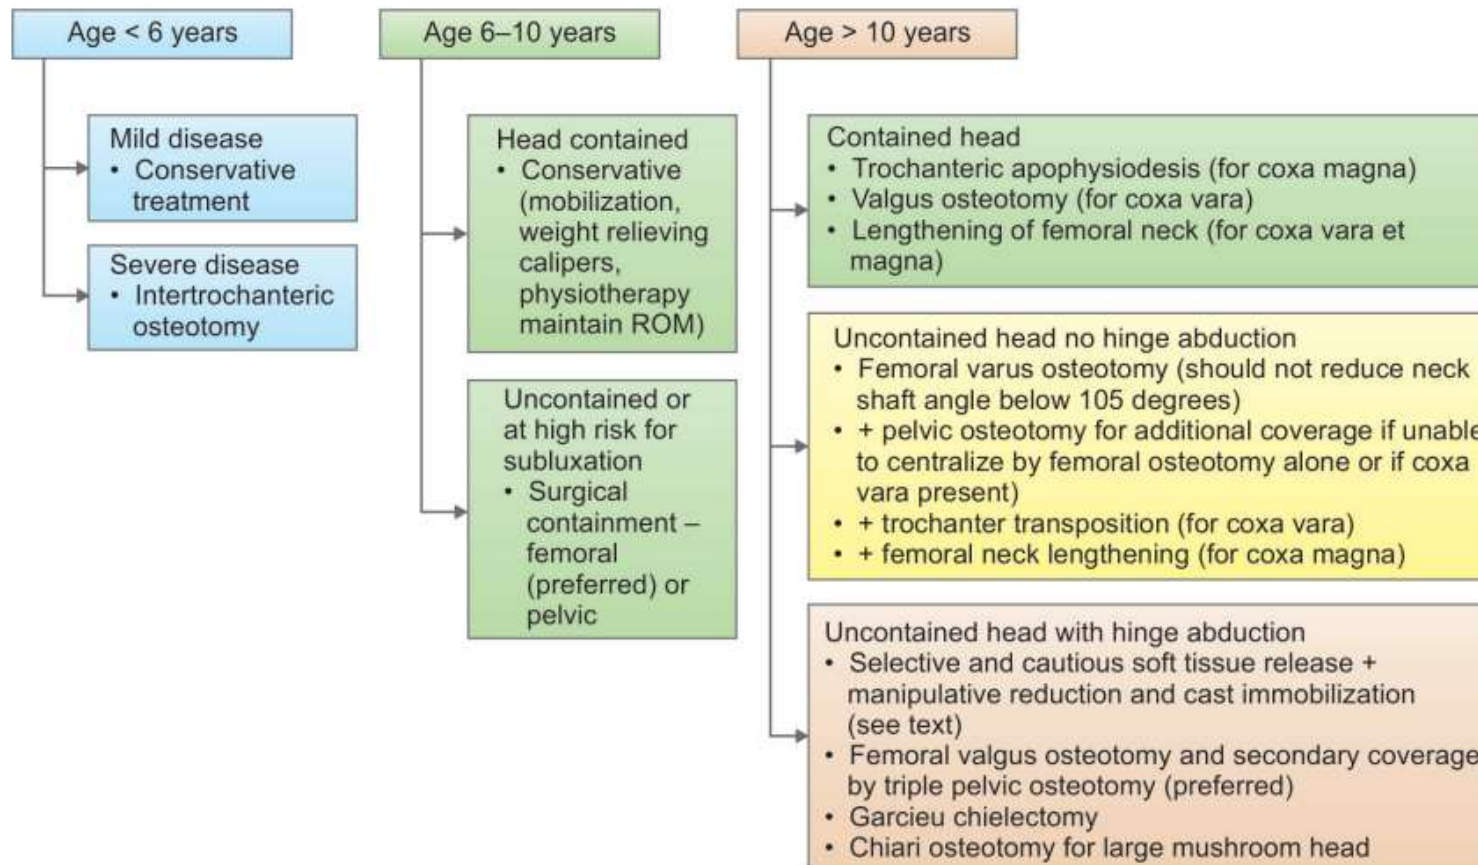 Age < 6 years
Mild disease
• Conservative
treatment
Severe disease
• Intertrochanteric
osteotomy
Age 6–10 years
Head contained
• Conservative
(mobilization,
weight relieving
calipers,
physiotherapy
maintain ROM)
Uncontained or
at high risk for
subluxation
• Surgical
containment –
femoral
(preferred) or
pelvic
Age > 10 years
Contained head
• Trochanteric apophysiodesis (for coxa magna)
• Valgus osteotomy (for coxa vara)
• Lengthening of femoral neck (for coxa vara et
magna)
Uncontained head no hinge abduction
• Femoral varus osteotomy (should not reduce neck
shaft angle below 105 degrees)
• + pelvic osteotomy for additional coverage if unable
to centralize by femoral osteotomy alone or if coxa
vara present)
• + trochanter transposition (for coxa vara)
• + femoral neck lengthening (for coxa magna)
Uncontained head with hinge abduction
• Selective and cautious soft tissue release +
manipulative reduction and cast immobilization
(see text)
• Femoral valgus osteotomy and secondary coverage
by triple pelvic osteotomy (preferred)
• Garcieu chielectomy
• Chiari osteotomy for large mushroom head